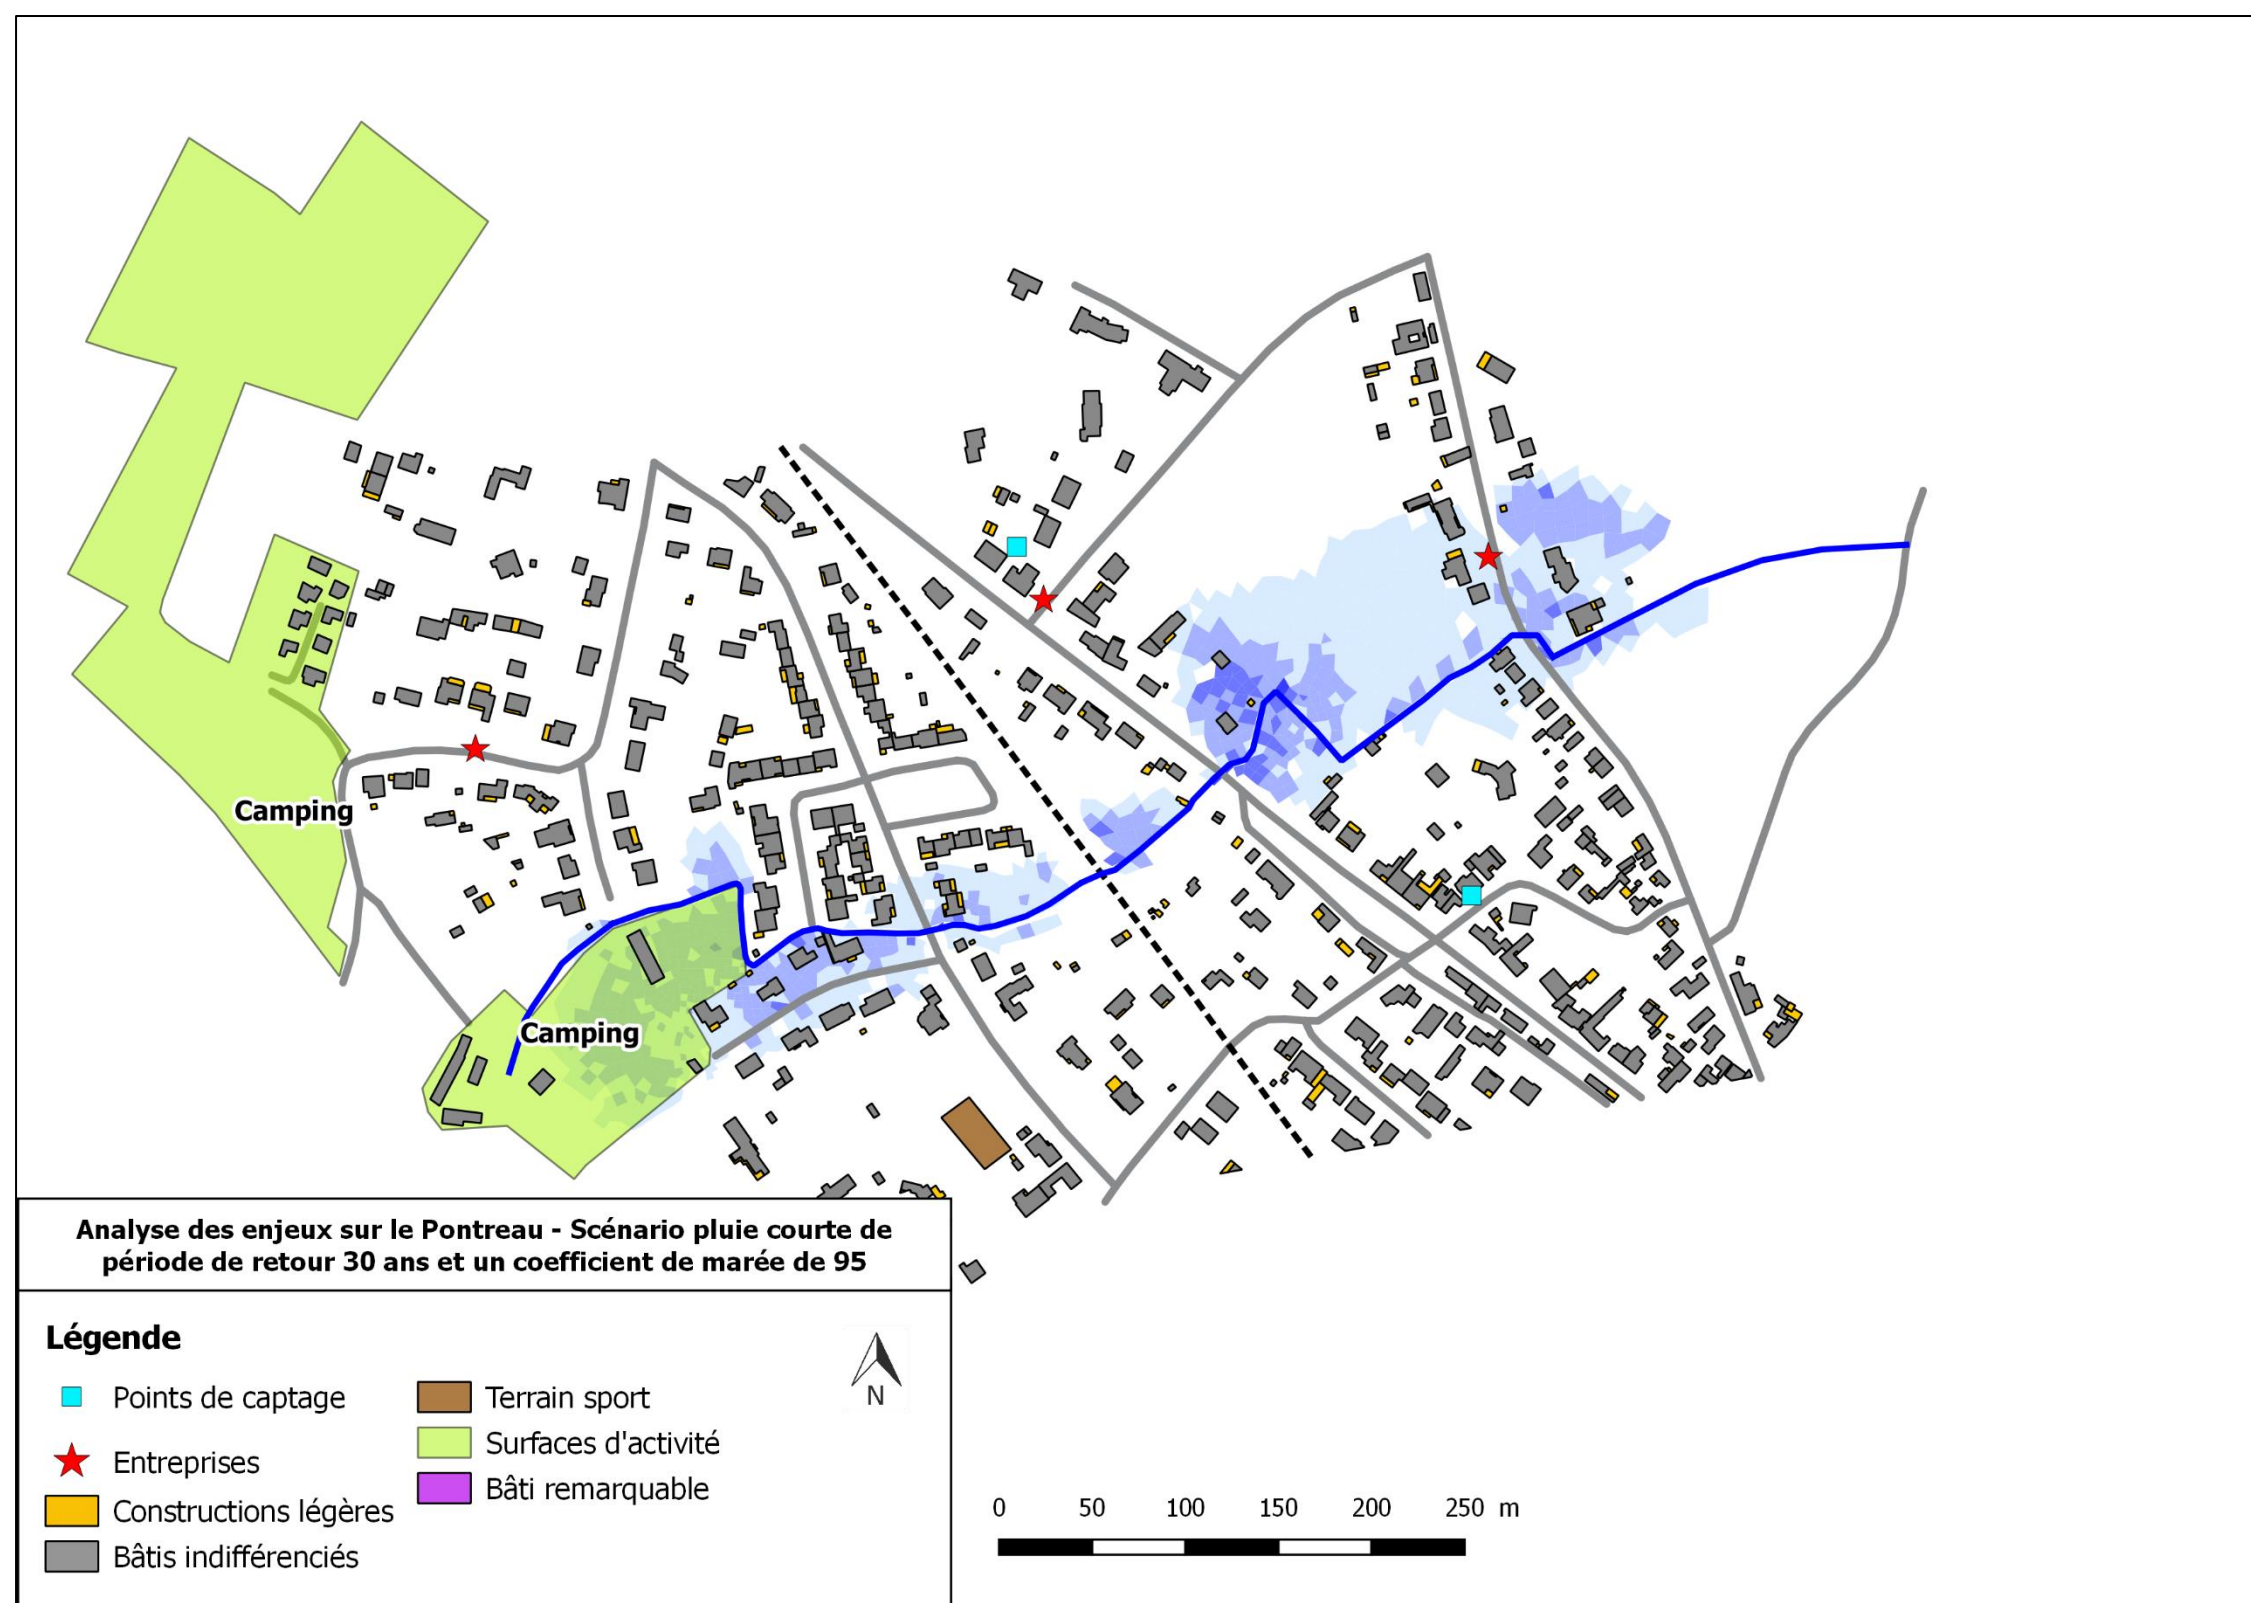 Camping
Camping
Analyse des enjeux sur le Pontreau - Scénario pluie courte de
période de retour 30 ans et un coefficient de marée de 95
Légende
Points de captage
Entreprises
Constructions légères
Bâtis indifférenciés
Terrain sport
Surfaces d'activité
Bâti remarquable
N
0 50 100 150 200 250 m